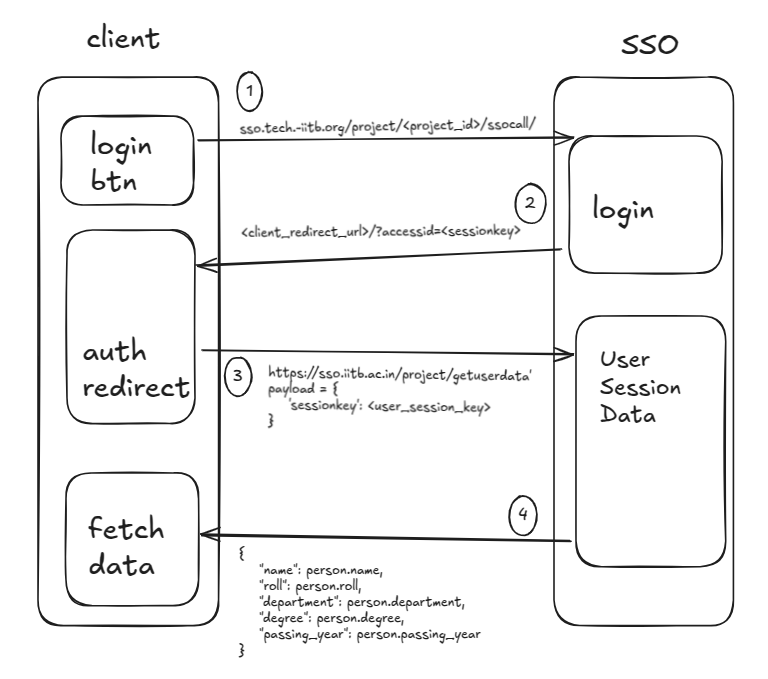 client
SSO
1
sso.tech.-iitb.org/project/<project_id>/ssocall/
login
btn
2
login
<client_redirect_url>/?accessid=<sessionkey>
auth
redirect
3
https://sso.iitb.ac.in/project/getuserdata'
payload = {
'sessionkey': <user_session_key>
}
User
Session
Data
4
fetch
data
{
"name": person.name,
"roll": person.roll,
"department": person.department,
"degree": person.degree,
"passing_year": person.passing_year
}